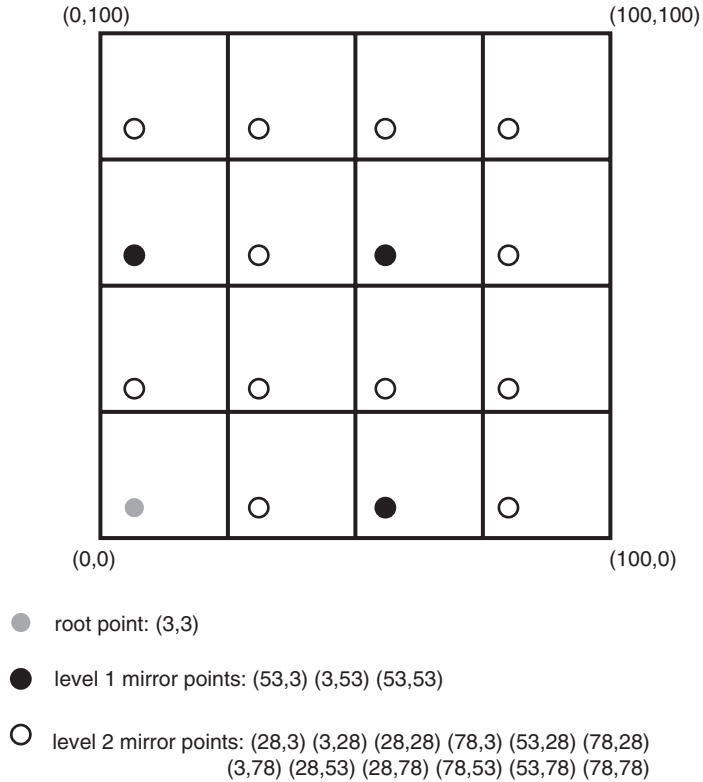 (0,100) (100,100)
(0,0) (100,0)
root point: (3,3)
level 1 mirror points: (53,3) (3,53) (53,53)
level 2 mirror points: (28,3) (3,28) (28,28) (78,3) (53,28) (78,28)
(3,78) (28,53) (28,78) (78,53) (53,78) (78,78)